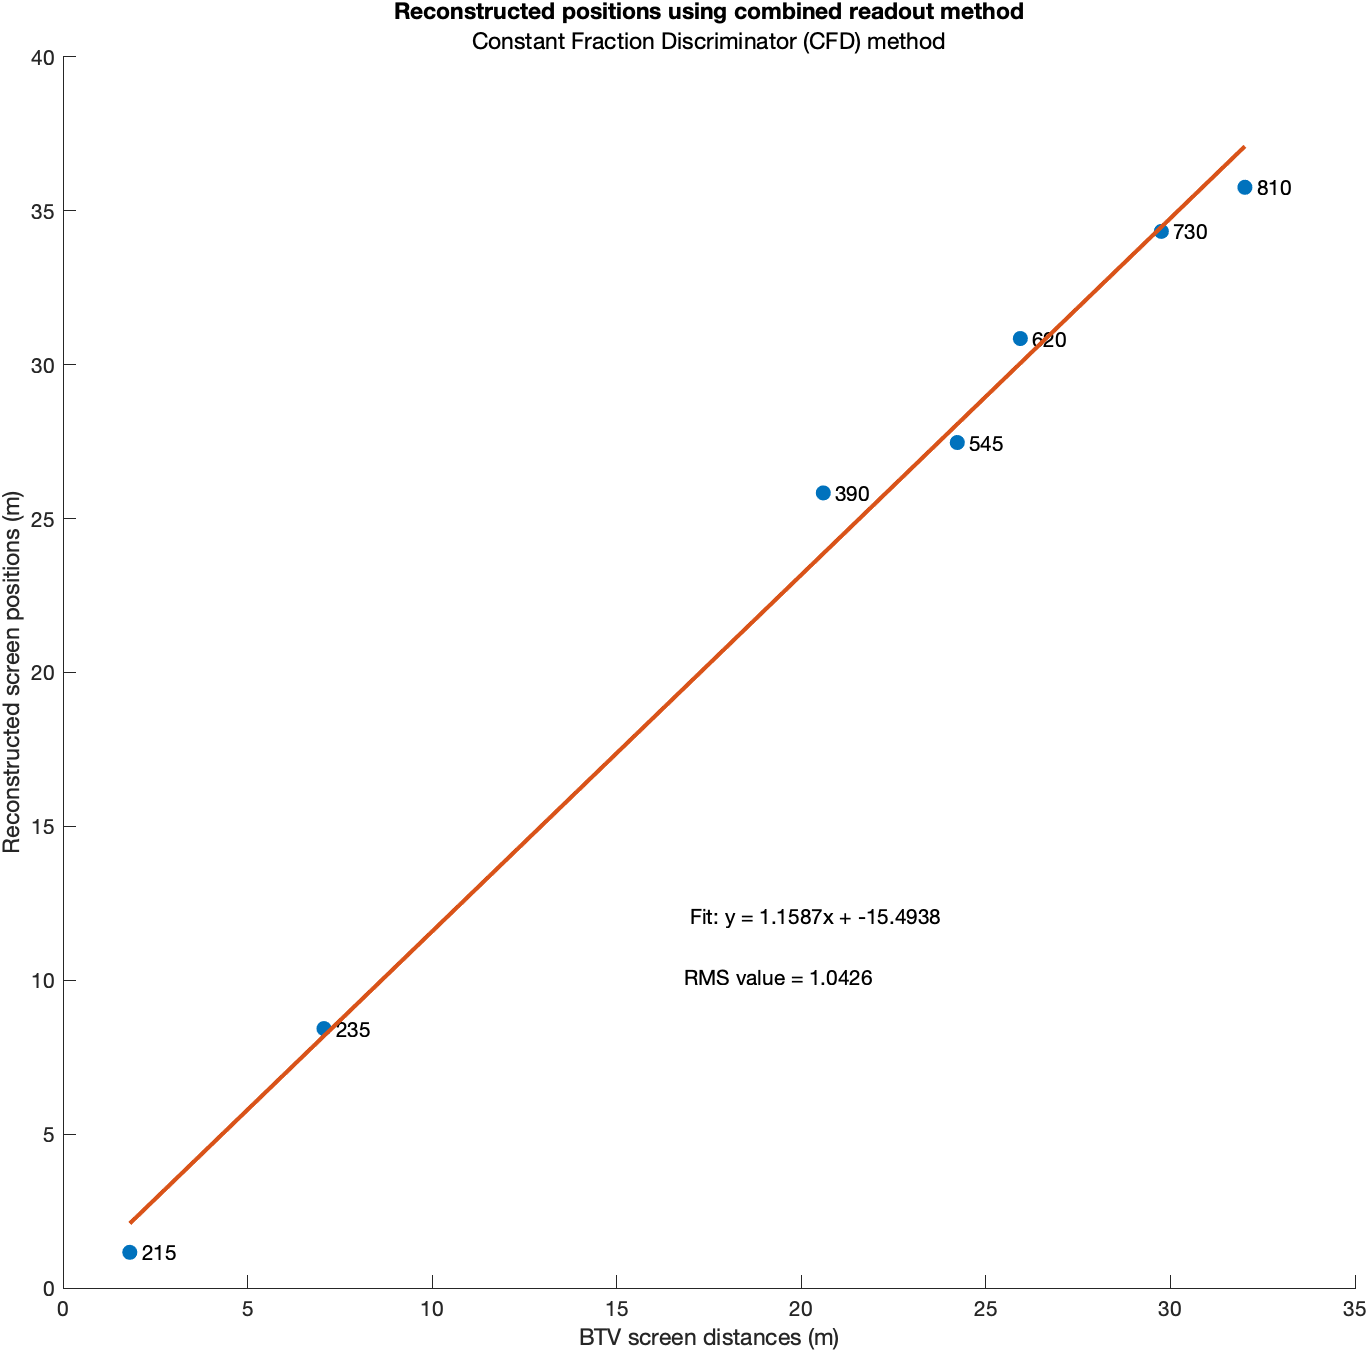 Reconstructed positions using combined readout method
Constant Fraction Discriminator (CFD) method
40
35
30
25
20
15
10
5
0
Reconstructed screen positions (m)
810
730
620
545
390
235
215
Fit: y = 1.1587x + -15.4938
RMS value = 1.0426
0 5 10 15 20 25 30 35
BTV screen distances (m)